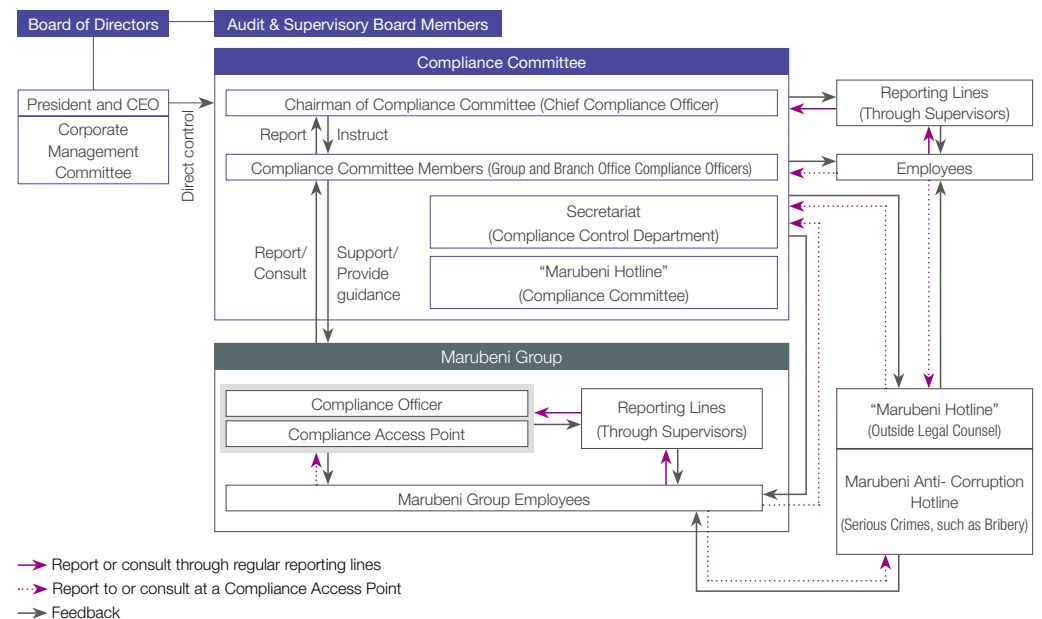 Board of Directors
Audit & Supervisory Board Members
Compliance Committee
President and CEO
Corporate
Management
Committee
Direct control
Chairman of Compliance Committee (Chief Compliance Officer)
Report
Instruct
Compliance Committee Members (Group and Branch Office Compliance Officers)
Reporting Lines
(Through Supervisors)
Employees
Secretariat
(Compliance Control Department)
Report/
Consult
Support/
Provide
guidance
“Marubeni Hotline”
(Compliance Committee)
Marubeni Group
Compliance Officer
Compliance Access Point
Reporting Lines
(Through Supervisors)
Marubeni Group Employees
“Marubeni Hotline”
(Outside Legal Counsel)
Marubeni Anti- Corruption
Hotline
(Serious Crimes, such as Bribery)
Report or consult through regular reporting lines
Report to or consult at a Compliance Access Point
Feedback